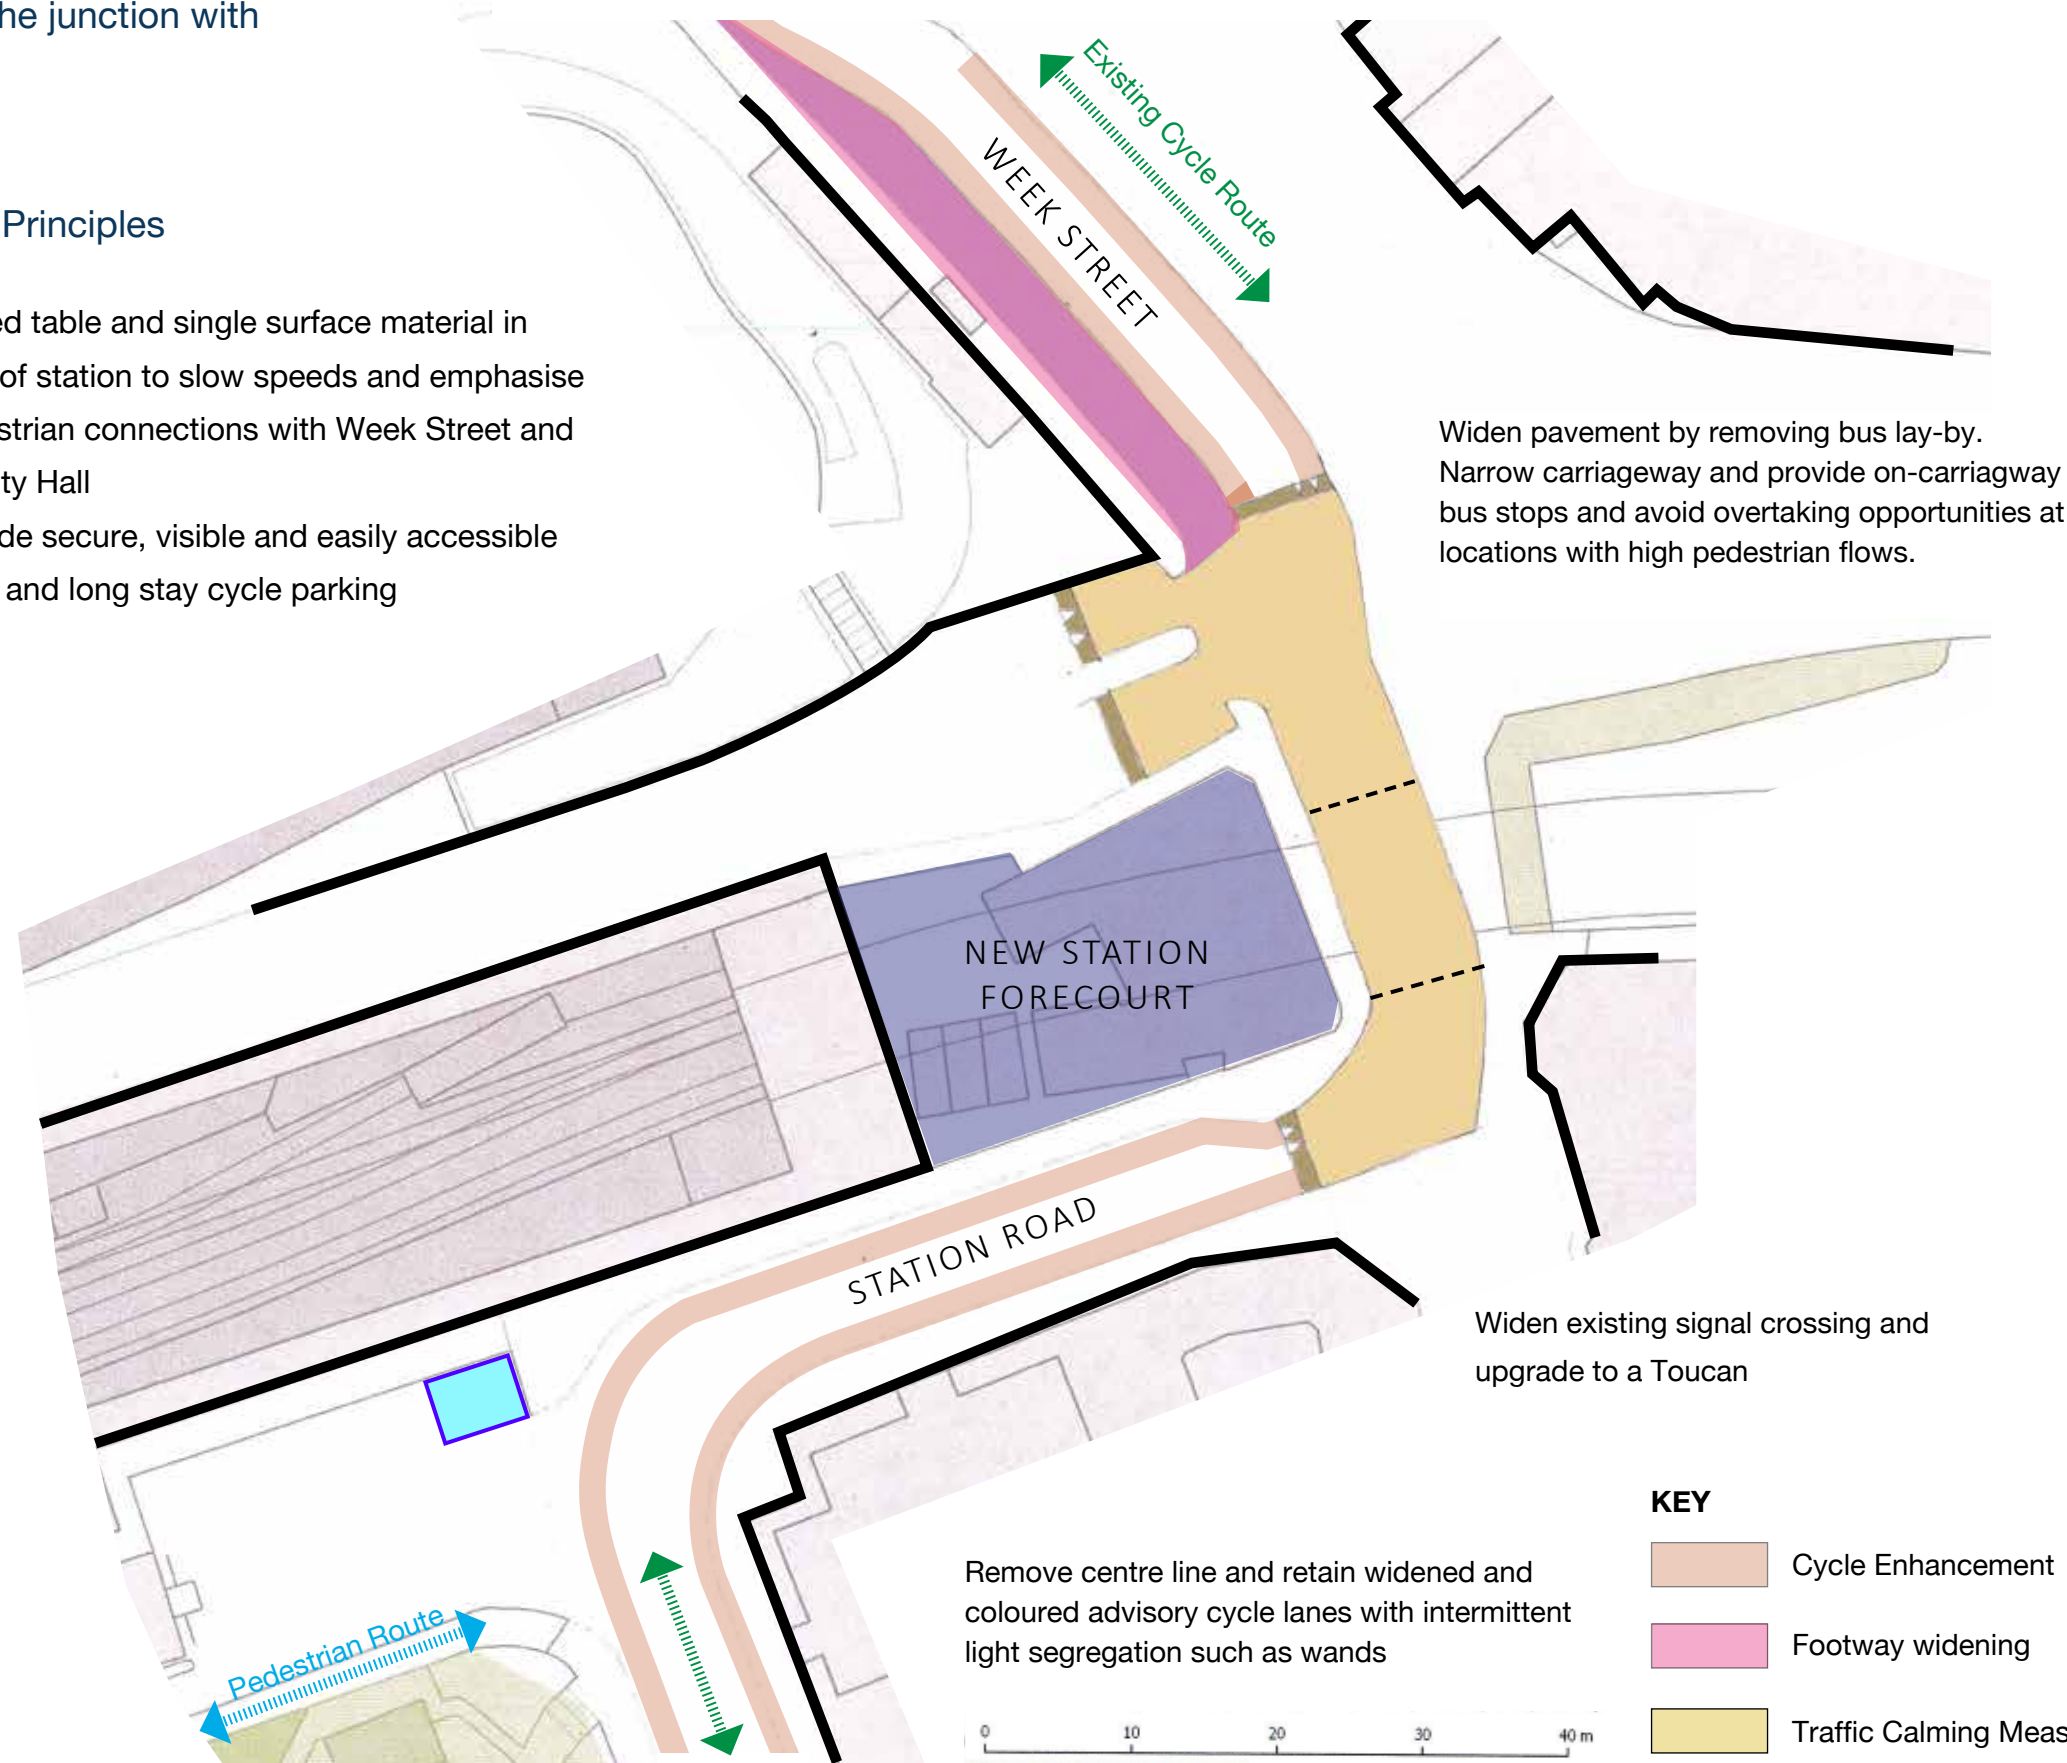 he junction with
Principles
ed table and single surface material in
of station to slow speeds and emphasise
strian connections with Week Street and
ty Hall
de secure, visible and easily accessible
and long stay cycle parking
Existing Cycle Route
WEEK STREET
Widen pavement by removing bus lay-by.
Narrow carriageway and provide on-carriagway
bus stops and avoid overtaking opportunities at
locations with high pedestrian flows.
NEW STATION
FORECOURT
STATION ROAD
Widen existing signal crossing and
upgrade to a Toucan
Pedestrian Route
Remove centre line and retain widened and
coloured advisory cycle lanes with intermittent
light segregation such as wands
0 10 20 30 40 m
KEY
Cycle Enhancement
Footway widening
Traffic Calming Meas